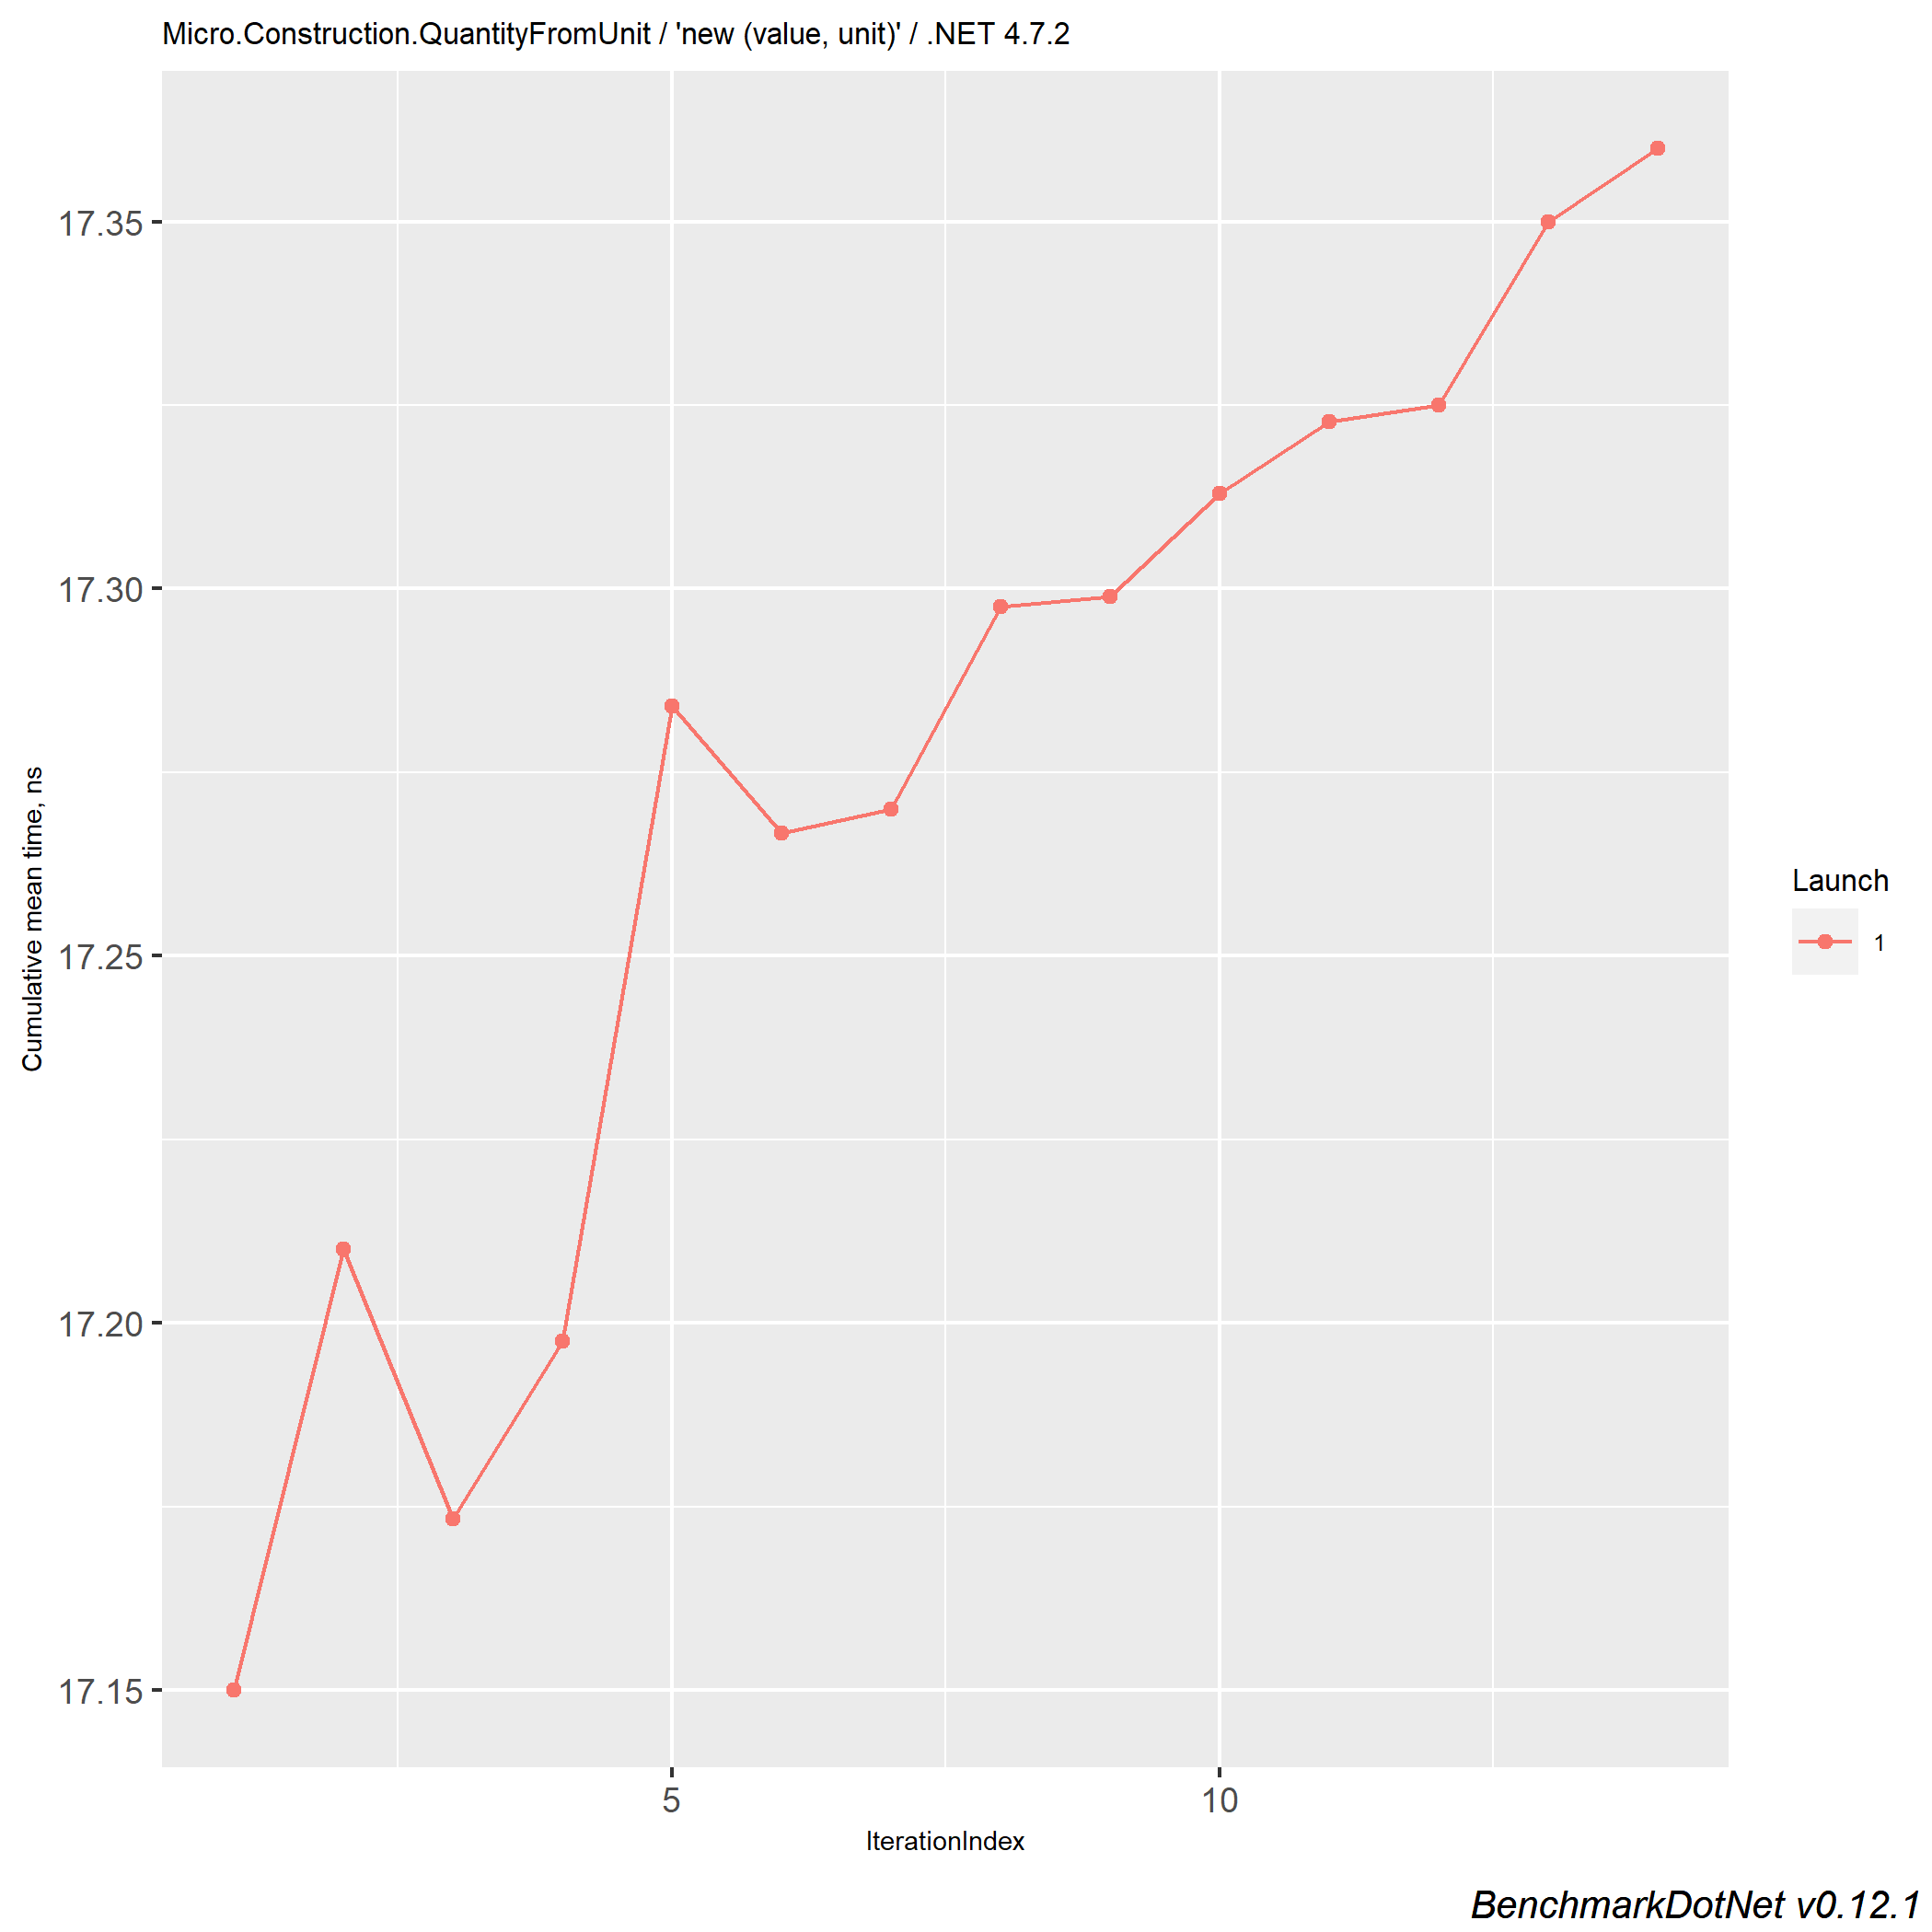 Micro.Construction.QuantityFromUnit / 'new (value, unit)' / .NET 4.7.2
17.35
17.30
17.25
17.20
17.15
Cumulative mean time, ns
5
10
IterationIndex
Launch
1
BenchmarkDotNet v0.12.1